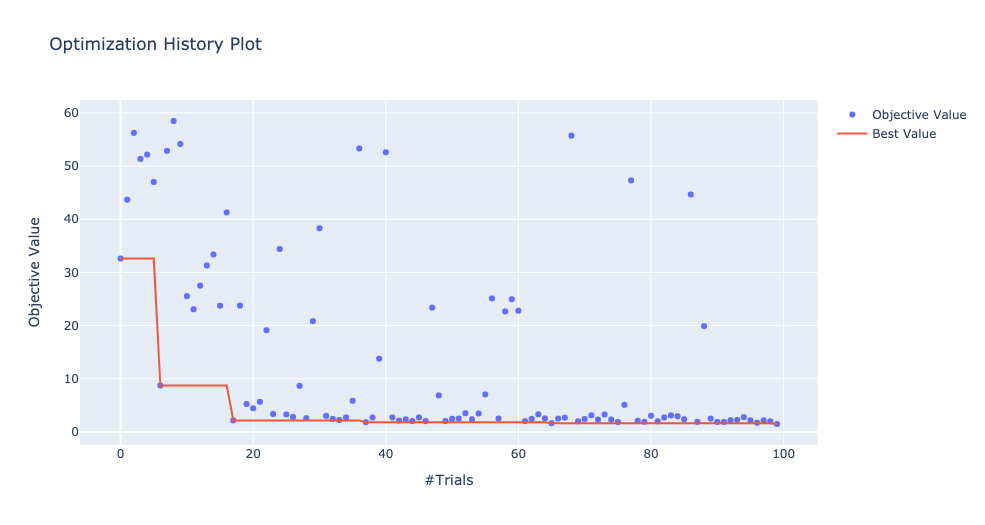 Optimization History Plot
Objective Value
Best Value
60
50
40
30
20
10
0
Objective Value
0 20 40 60 80 100
#Trials